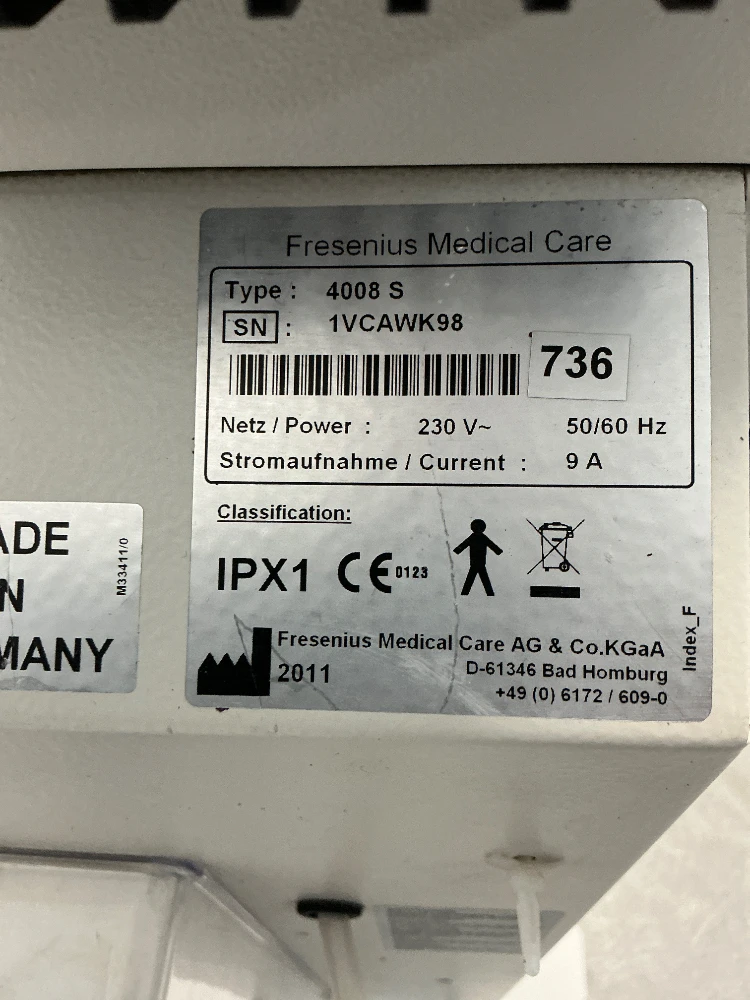 Fresenius Medical Care
Type : 4008 S
SN : 1VCAWK98
736
Netz / Power : 230 V~ 50/60 Hz
Stromaufnahme / Current : 9 A
Classification:
IPX1 CE 0123
Fresenius Medical Care AG & Co.KGaA
2011 D-61346 Bad Homburg
+49 (0) 6172 / 609-0
Index_F
ADE
N
MANY
M33411/0